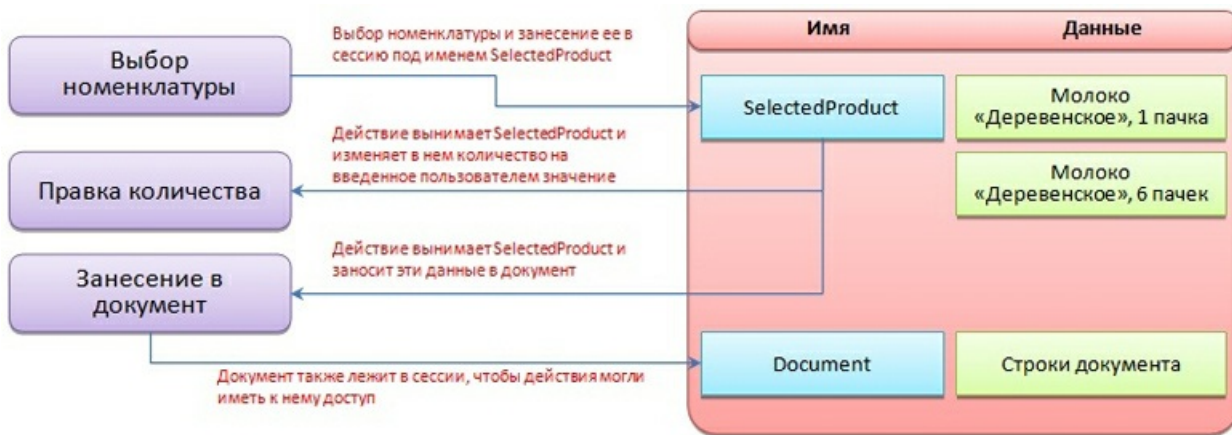 Выбор
номенклатуры
Выбор номенклатуры и занесение ее в
сессию под именем SelectedProduct
Имя
Данные
SelectedProduct
Молоко
«Деревенское», 1 пачка
Действие вынимает SelectedProduct и
изменяет в нем количество на
введенное пользователем значение
Правка количества
Молоко
«Деревенское», 6 пачек
Действие вынимает SelectedProduct и
заносит эти данные в документ
Занесение в
документ
Document
Строки документа
Документ также лежит в сессии, чтобы действия могли
иметь к нему доступ